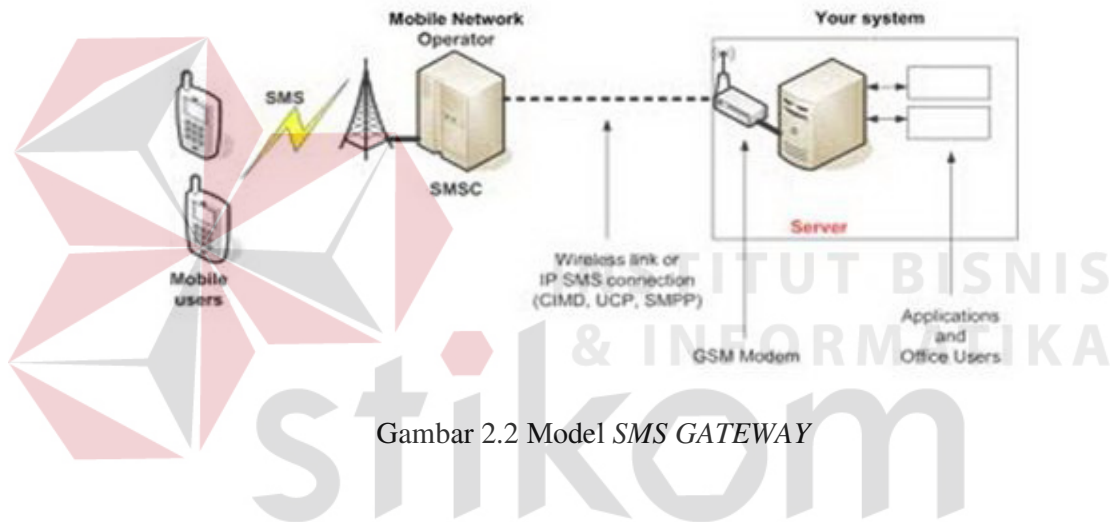 Mobile Network
Operator
Your system
SMS
SMSC
Server
Mobile
users
Wireless link or
IP SMS connection
(CIMD, UCP, SMPP)
GSM Modem
Applications
and
Office Users
INSTITUT BISNIS
& INFORMATIKA
stikom
Gambar 2.2 Model SMS GATEWAY